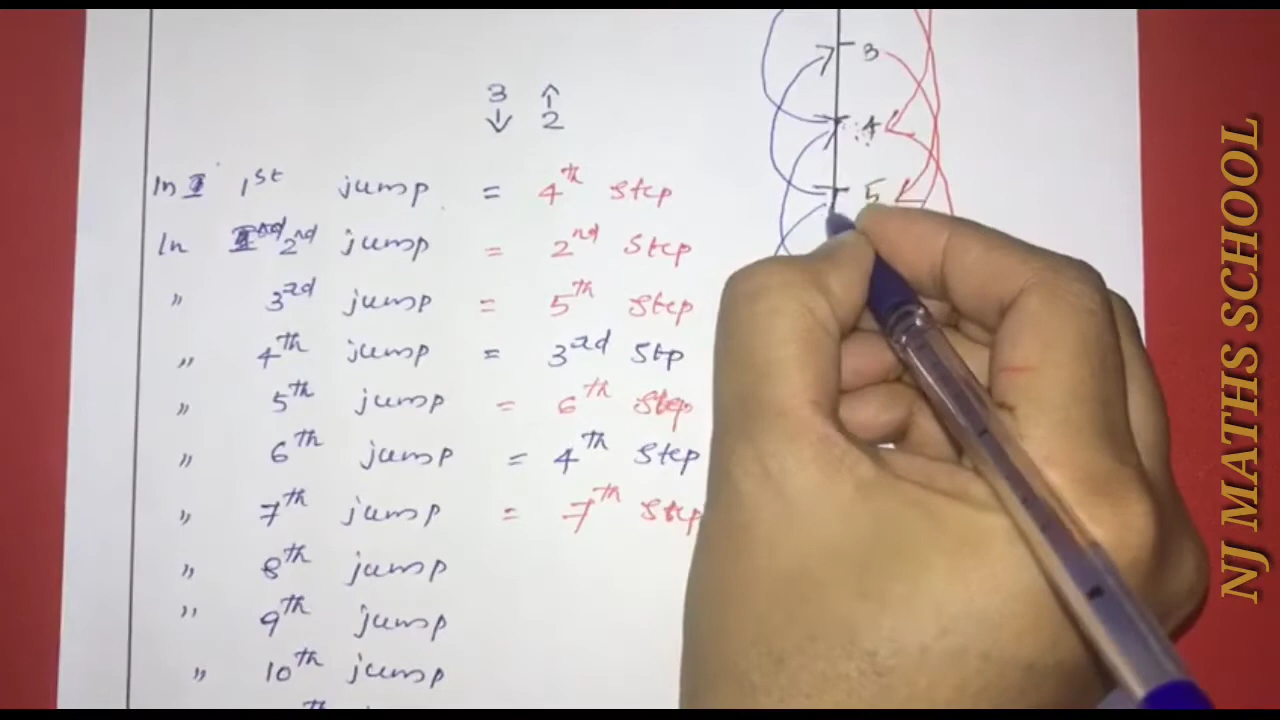 3
4
5
3 ↑
↓ 2
In 1st jump = 4th Step
In 2nd jump = 2nd Step
" 3rd jump = 5th Step
" 4th jump = 3rd Stp
" 5th jump = 6th Step
" 6th jump = 4th Step
" 7th jump = 7th Step
" 8th jump
" 9th jump
" 10th jump
th
NJ MATHS SCHOOL